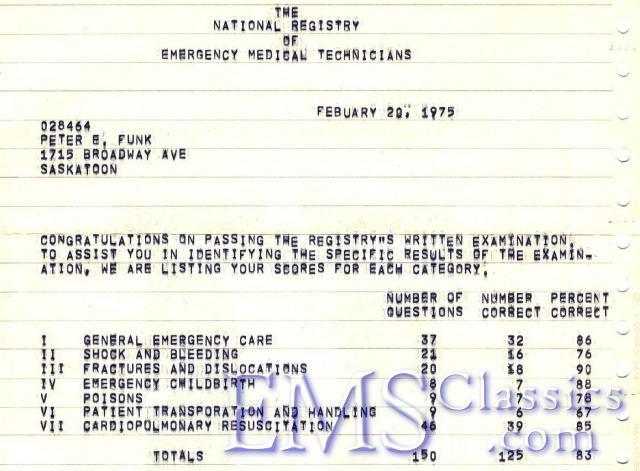 THE
NATIONAL REGISTRY
OF
EMERGENCY MEDICAL TECHNICIANS
FEBUARY 20, 1975
028464
PETER E. FUNK
1715 BROADWAY AVE
SASKATOON
CONGRATULATIONS ON PASSING THE REGISTRY"S WRITTEN EXAMINATION.
TO ASSIST YOU IN IDENTIFYING THE SPECIFIC RESULTS OF THE EXAMIN-
ATION, WE ARE LISTING YOUR SCORES FOR EACH CATEGORY.
NUMBER OF NUMBER PERCENT
QUESTIONS CORRECT CORRECT
I GENERAL EMERGENCY CARE 37 32 86
II SHOCK AND BLEEDING 21 16 76
III FRACTURES AND DISLOCATIONS 20 18 90
IV EMERGENCY CHILDBIRTH 8 7 88
V POISONS 9 7 78
VI PATIENT TRANSPORATION AND HANDLING 9 6 67
VII CARDIOPULMONARY RESUSCITATION 46 39 85
TOTALS 150 125 83
EMSClassics
.com